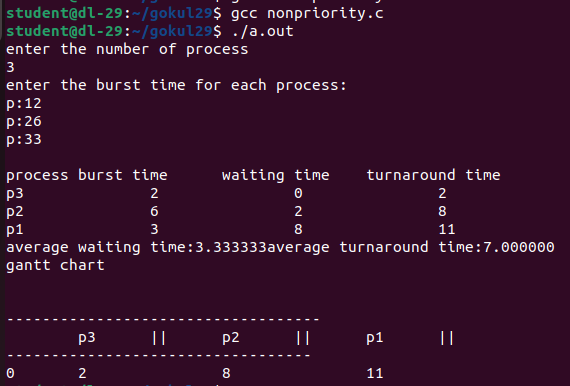 student@dl-29:~/gokul29$ gcc nonpriority.c
student@dl-29:~/gokul29$ ./a.out
enter the number of process
3
enter the burst time for each process:
p:12
p:26
p:33
process burst time waiting time turnaround time
p3 2 0 2
p2 6 2 8
p1 3 8 11
average waiting time:3.333333average turnaround time:7.000000
gantt chart
-----------------------------------
p3 || p2 || p1 ||
----------------------------------
0 2 8 11